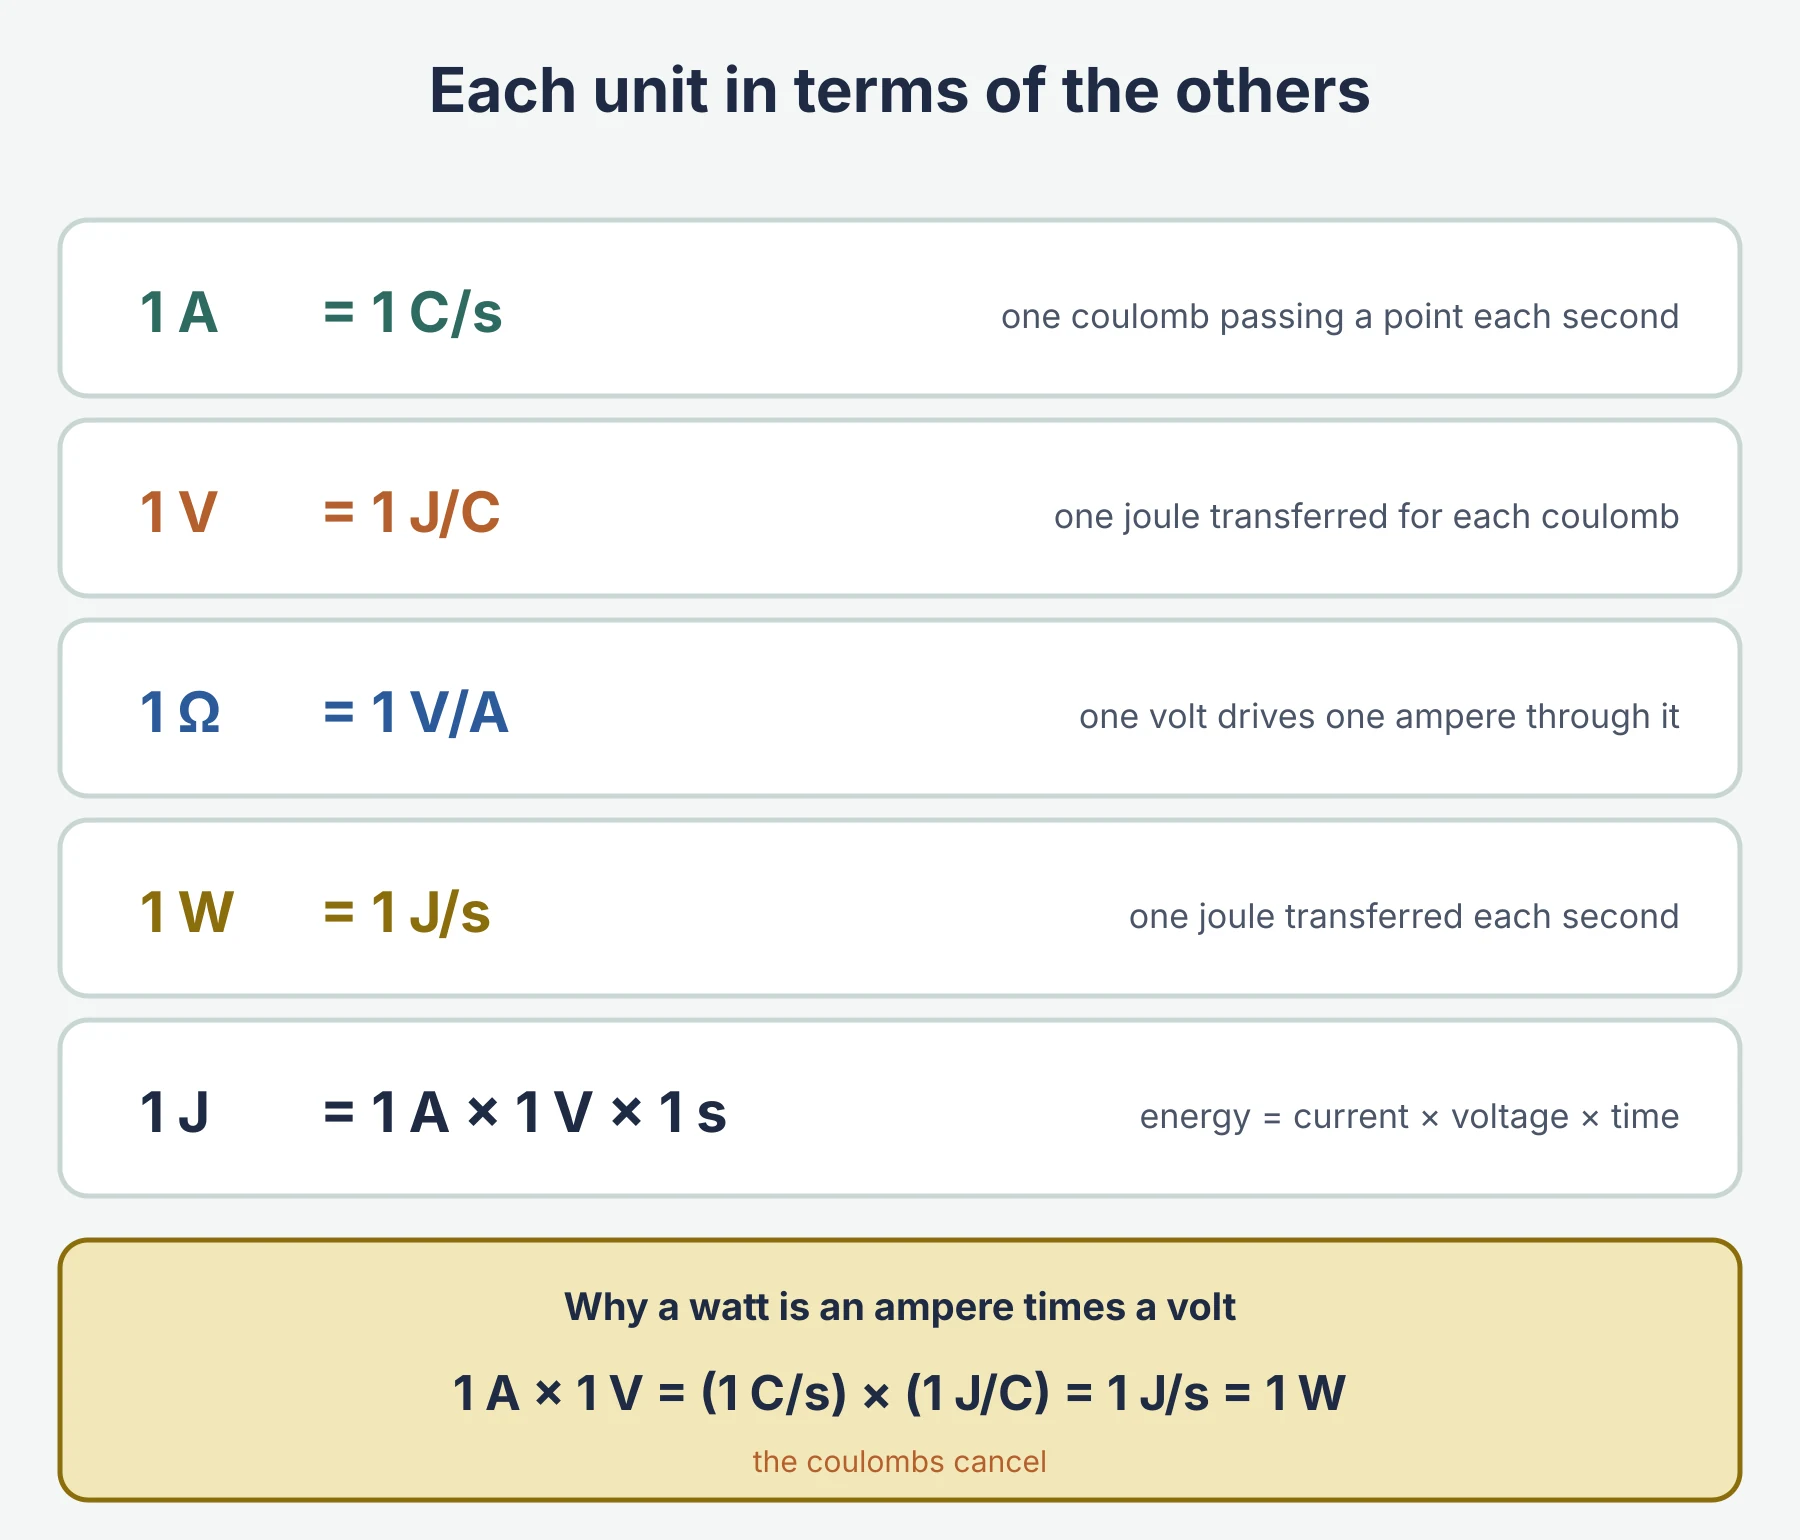 Each unit in terms of the others
1 A = 1 C/s one coulomb passing a point each second
1 V = 1 J/C one joule transferred for each coulomb
1 Ω = 1 V/A one volt drives one ampere through it
1 W = 1 J/s one joule transferred each second
1 J = 1 A × 1 V × 1 s energy = current × voltage × time
Why a watt is an ampere times a volt
1 A × 1 V = (1 C/s) × (1 J/C) = 1 J/s = 1 W
the coulombs cancel